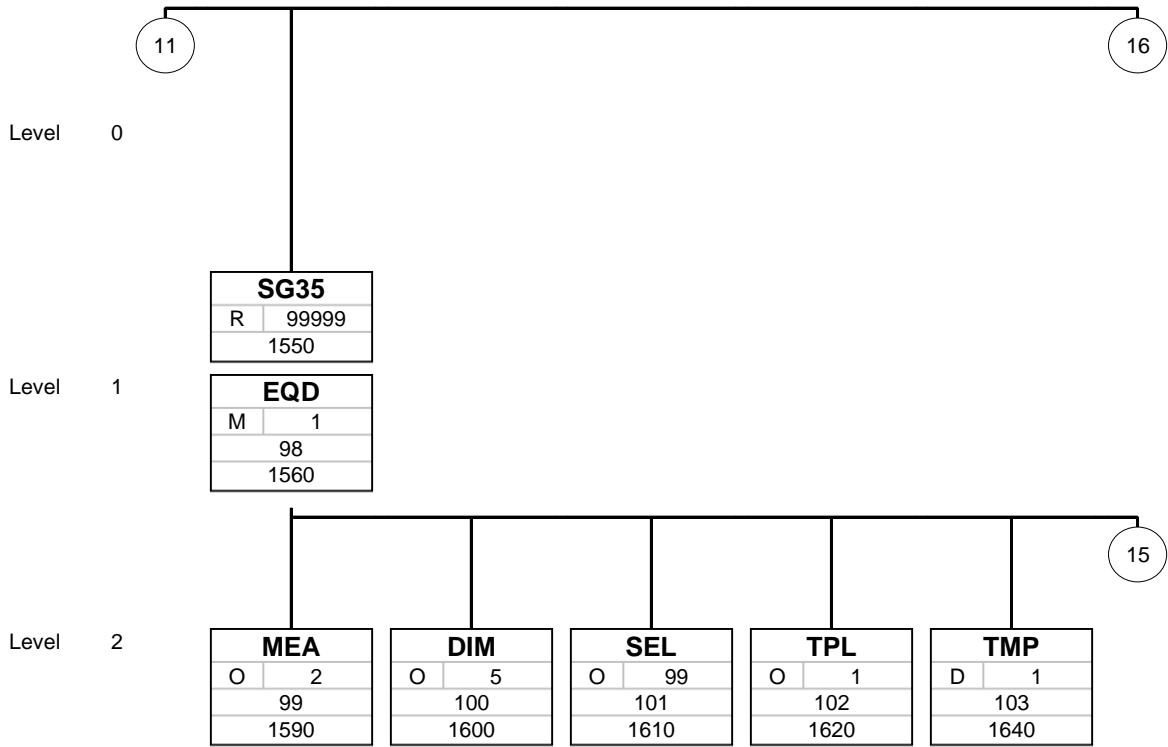 11 16
Level 0
SG35
R 99999
1550
Level 1
EQD
M 1
98
1560
15
Level 2
MEA DIM SEL TPL TMP
O 2 O 5 O 99 O 1 D 1
99 100 101 102 103
1590 1600 1610 1620 1640